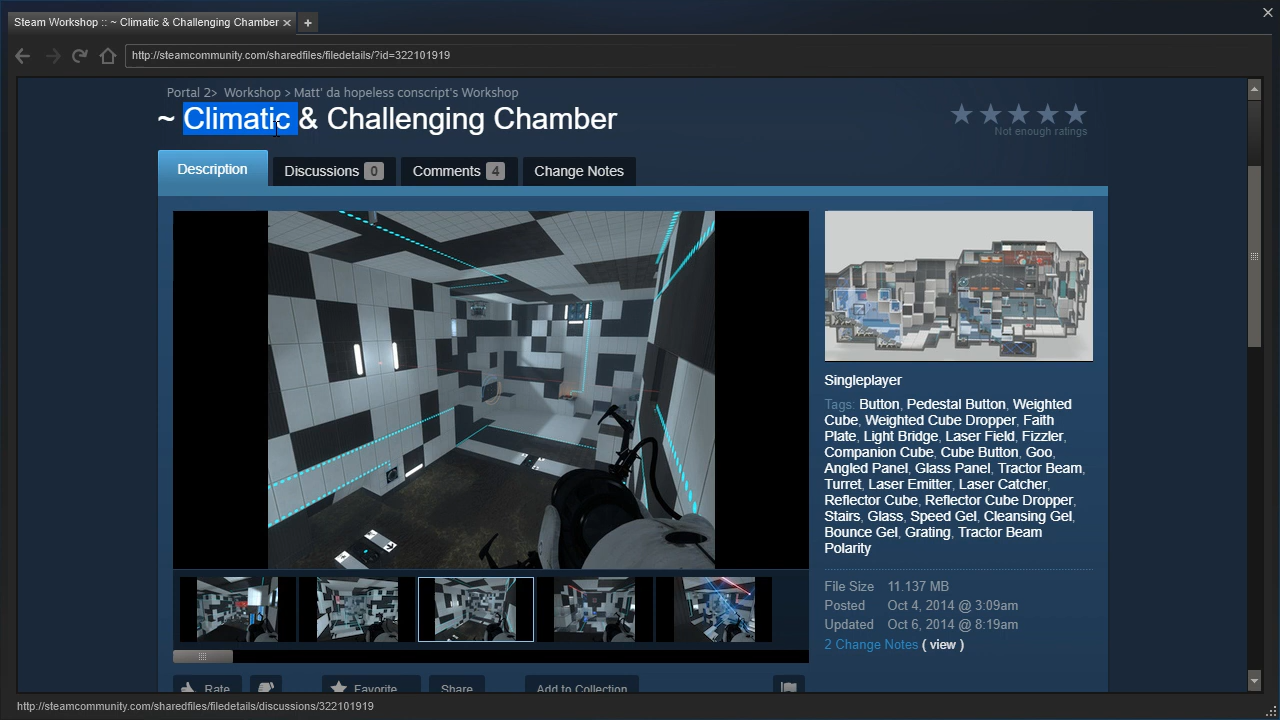 Steam Workshop :: ~ Climatic & Challenging Chamber
http://steamcommunity.com/sharedfiles/filedetails/?id=322101919
Portal 2> Workshop > Matt' da hopeless conscript's Workshop
~ Climatic & Challenging Chamber
Not enough ratings
Description
Discussions 0
Comments 4
Change Notes
Singleplayer
Tags: Button, Pedestal Button, Weighted
Cube, Weighted Cube Dropper, Faith
Plate, Light Bridge, Laser Field, Fizzler,
Companion Cube, Cube Button, Goo,
Angled Panel, Glass Panel, Tractor Beam,
Turret, Laser Emitter, Laser Catcher,
Reflector Cube, Reflector Cube Dropper,
Stairs, Glass, Speed Gel, Cleansing Gel,
Bounce Gel, Grating, Tractor Beam
Polarity
File Size 11.137 MB
Posted Oct 4, 2014 @ 3:09am
Updated Oct 6, 2014 @ 8:19am
2 Change Notes ( view )
Rate
Favorite
Share
Add to Collection
http://steamcommunity.com/sharedfiles/filedetails/discussions/322101919